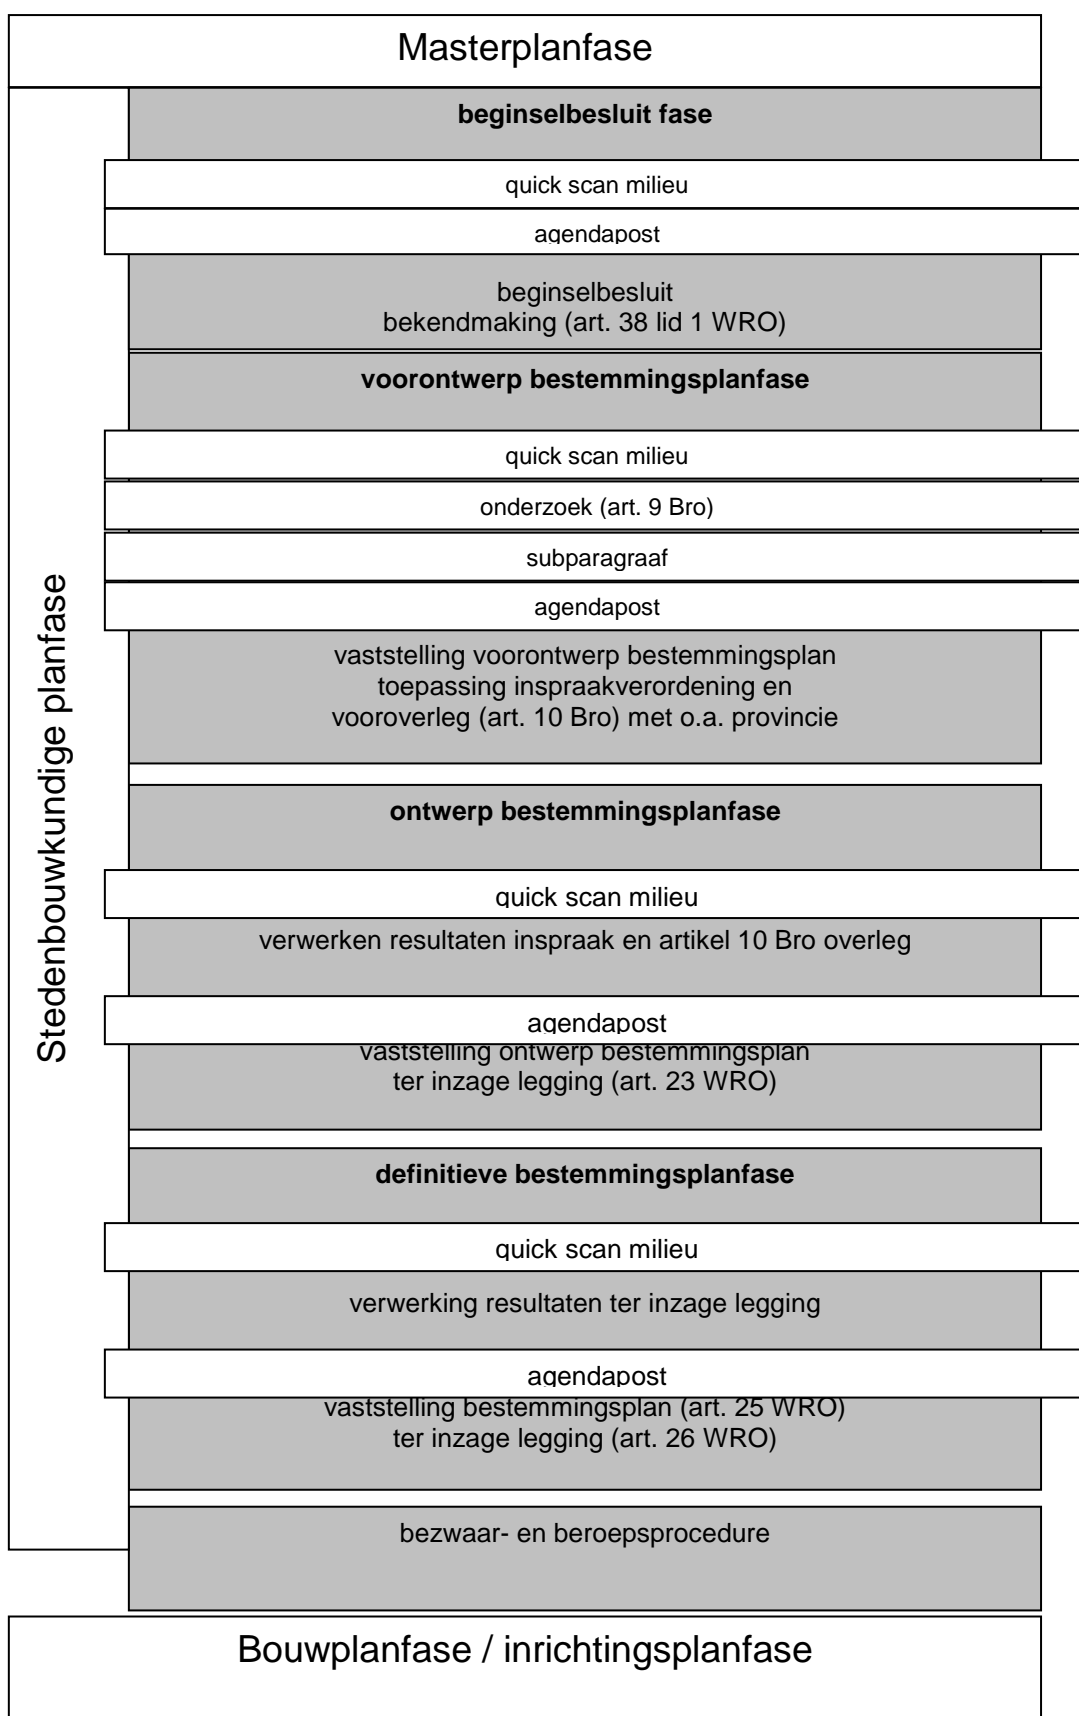 Masterplanfase
Stedenbouwkundige planfase
beginselbesluit fase
quick scan milieu
agendapost
beginselbesluit
bekendmaking (art. 38 lid 1 WRO)
voorontwerp bestemmingsplanfase
quick scan milieu
onderzoek (art. 9 Bro)
subparagraaf
agendapost
vaststelling voorontwerp bestemmingsplan
toepassing inspraakverordening en
vooroverleg (art. 10 Bro) met o.a. provincie
ontwerp bestemmingsplanfase
quick scan milieu
verwerken resultaten inspraak en artikel 10 Bro overleg
agendapost
vaststelling ontwerp bestemmingsplan
ter inzage legging (art. 23 WRO)
definitieve bestemmingsplanfase
quick scan milieu
verwerking resultaten ter inzage legging
agendapost
vaststelling bestemmingsplan (art. 25 WRO)
ter inzage legging (art. 26 WRO)
bezwaar- en beroepsprocedure
Bouwplanfase / inrichtingsplanfase